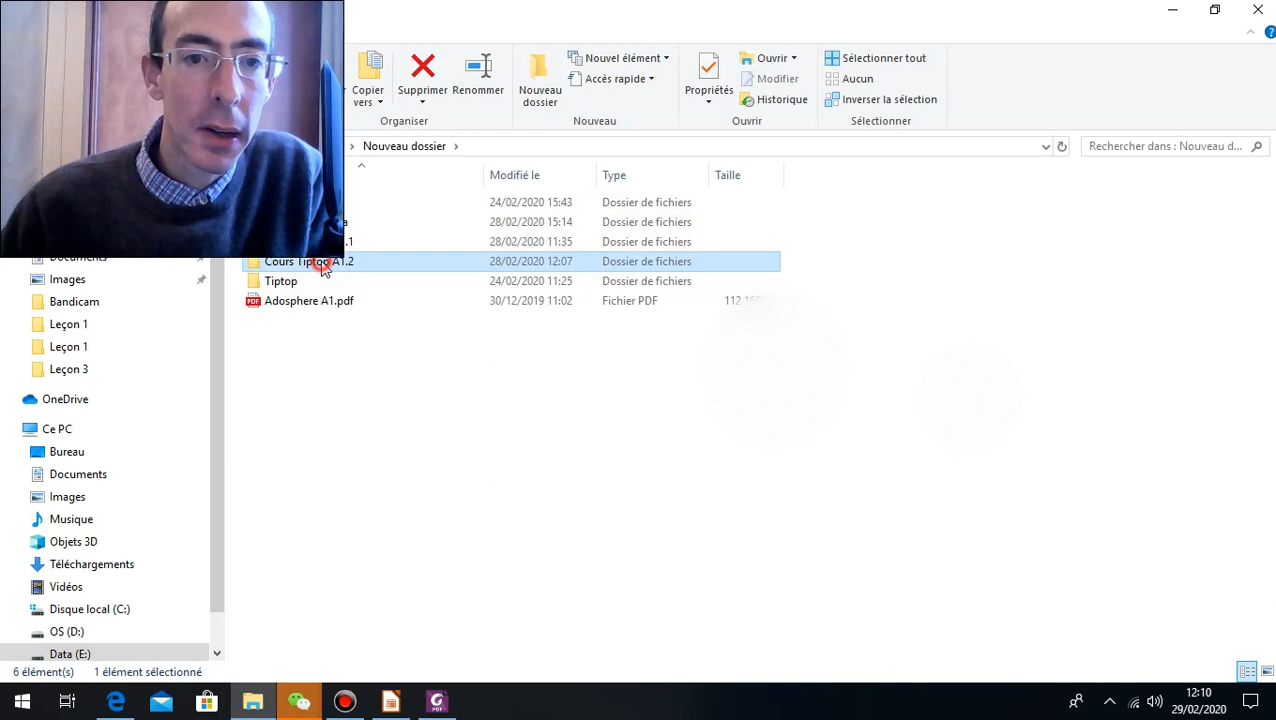 Copier
vers
Supprimer
Renommer
Organiser
Nouveau
dossier
Nouvel élément
Accès rapide
Nouveau
Propriétés
Ouvrir
Modifier
Historique
Ouvrir
Sélectionner tout
Aucun
Inverser la sélection
Sélectionner
Nouveau dossier
Rechercher dans : Nouveau d...
Modifié le
Type
Taille
24/02/2020 15:43 Dossier de fichiers
a 28/02/2020 15:14 Dossier de fichiers
.1 28/02/2020 11:35 Dossier de fichiers
Cours Tiptop A1.2 28/02/2020 12:07 Dossier de fichiers
Tiptop 24/02/2020 11:25 Dossier de fichiers
Adosphere A1.pdf 30/12/2019 11:02 Fichier PDF
Documents
Images
Bandicam
Leçon 1
Leçon 1
Leçon 3
OneDrive
Ce PC
Bureau
Documents
Images
Musique
Objets 3D
Téléchargements
Vidéos
Disque local (C:)
OS (D:)
Data (E:)
6 élément(s) 1 élément sélectionné
12:10
29/02/2020